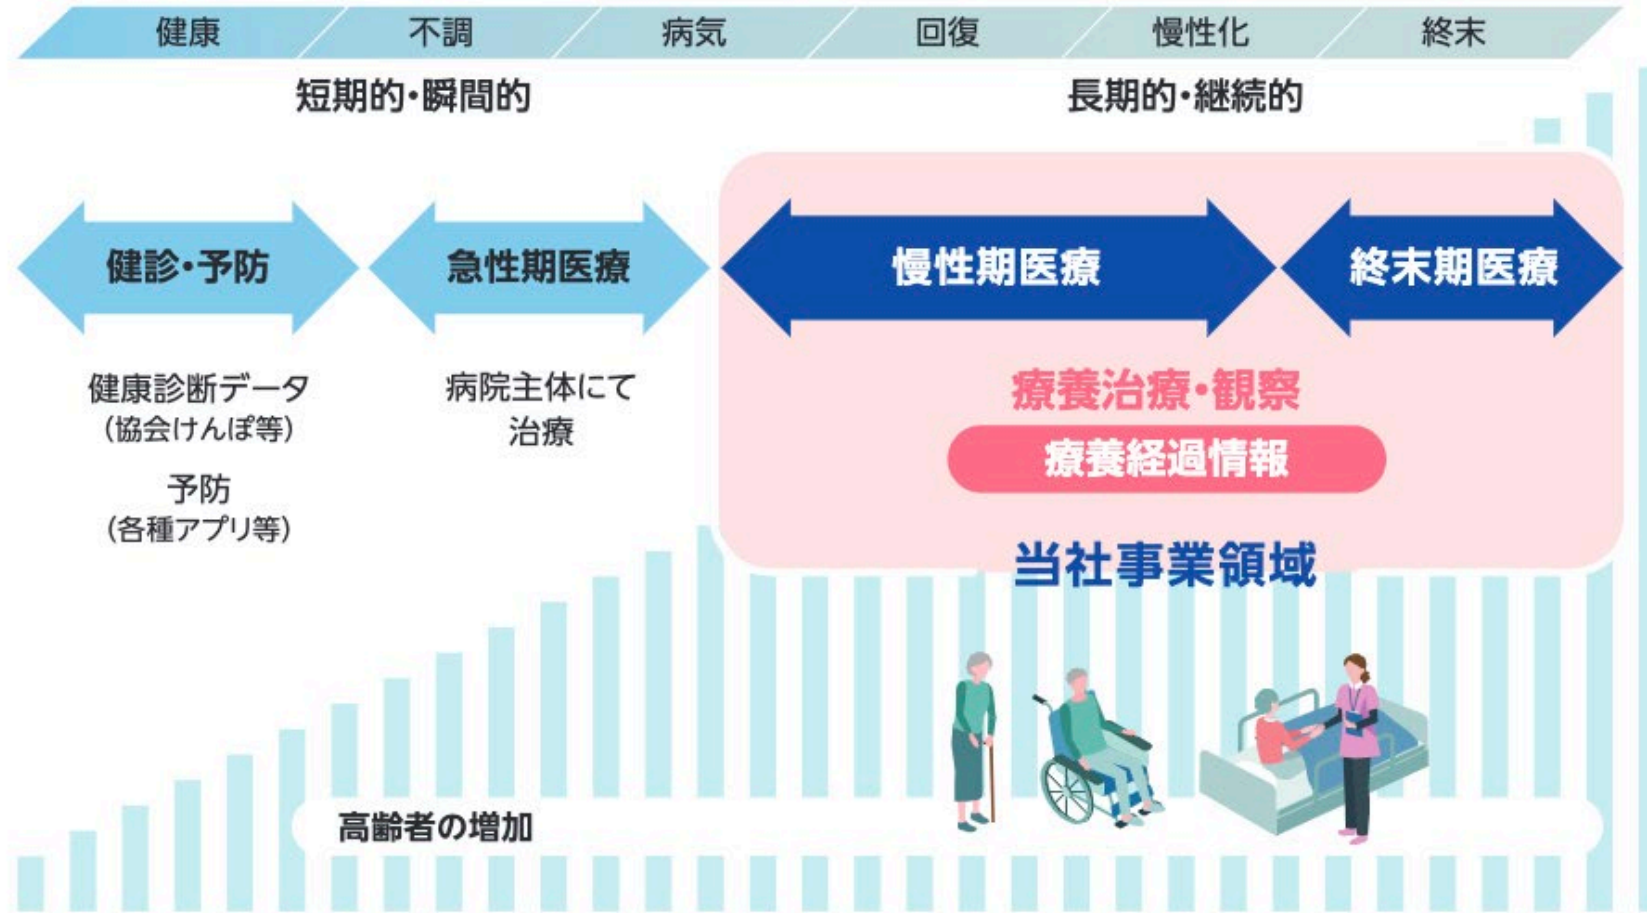 健康
不調
病気
回復
慢性化
終末
短期的・瞬間的
長期的・継続的
健診・予防
急性期医療
慢性期医療
終末期医療
健康診断データ
(協会けんぽ等)
予防
(各種アプリ等)
病院主体にて
治療
療養治療・観察
療養経過情報
当社事業領域
高齢者の増加